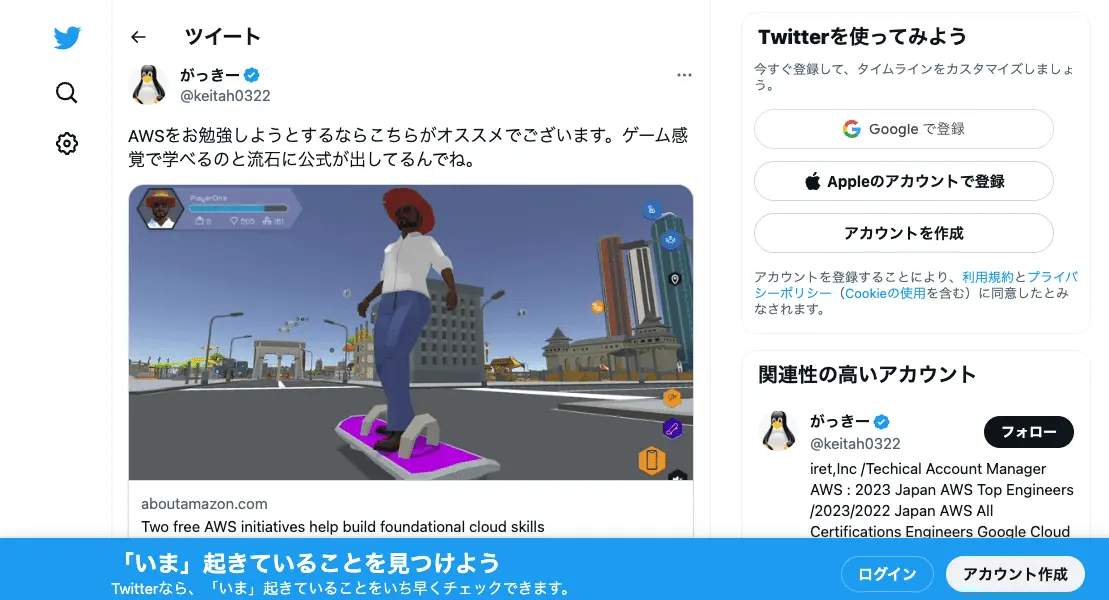 ツイート
がっきー
@keitah0322
AWSをお勉強しようとするならこちらがオススメでございます。ゲーム感
覚で学べるのと流石に公式が出してるんでね。
PlayerOne
aboutamazon.com
Two free AWS initiatives help build foundational cloud skills
Twitterを使ってみよう
今すぐ登録して、タイムラインをカスタマイズしましょ
う。
Google で登録
Appleのアカウントで登録
アカウントを作成
アカウントを登録することにより、利用規約とプライバ
シーポリシー（Cookieの使用を含む）に同意したとみ
なされます。
関連性の高いアカウント
がっきー
@keitah0322
フォロー
iret,Inc /Techical Account Manager
AWS : 2023 Japan AWS Top Engineers
/2023/2022 Japan AWS All
Certifications Engineers Google Cloud
「いま」起きていることを見つけよう
Twitterなら、「いま」起きていることをいち早くチェックできます。
ログイン
アカウント作成